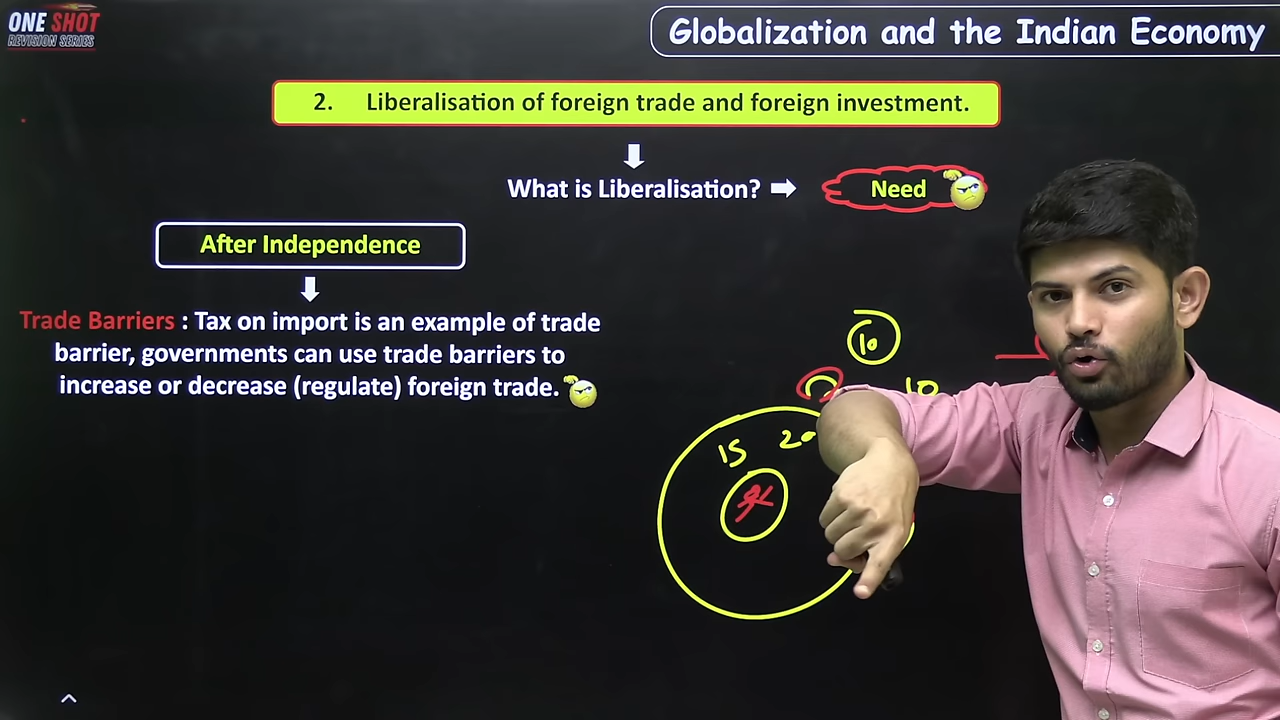 ONE SHOT
REVISION SERIES
Globalization and the Indian Economy
2. Liberalisation of foreign trade and foreign investment.
What is Liberalisation?
Need
After Independence
Trade Barriers : Tax on import is an example of trade
barrier, governments can use trade barriers to
increase or decrease (regulate) foreign trade.
10
10
15 20